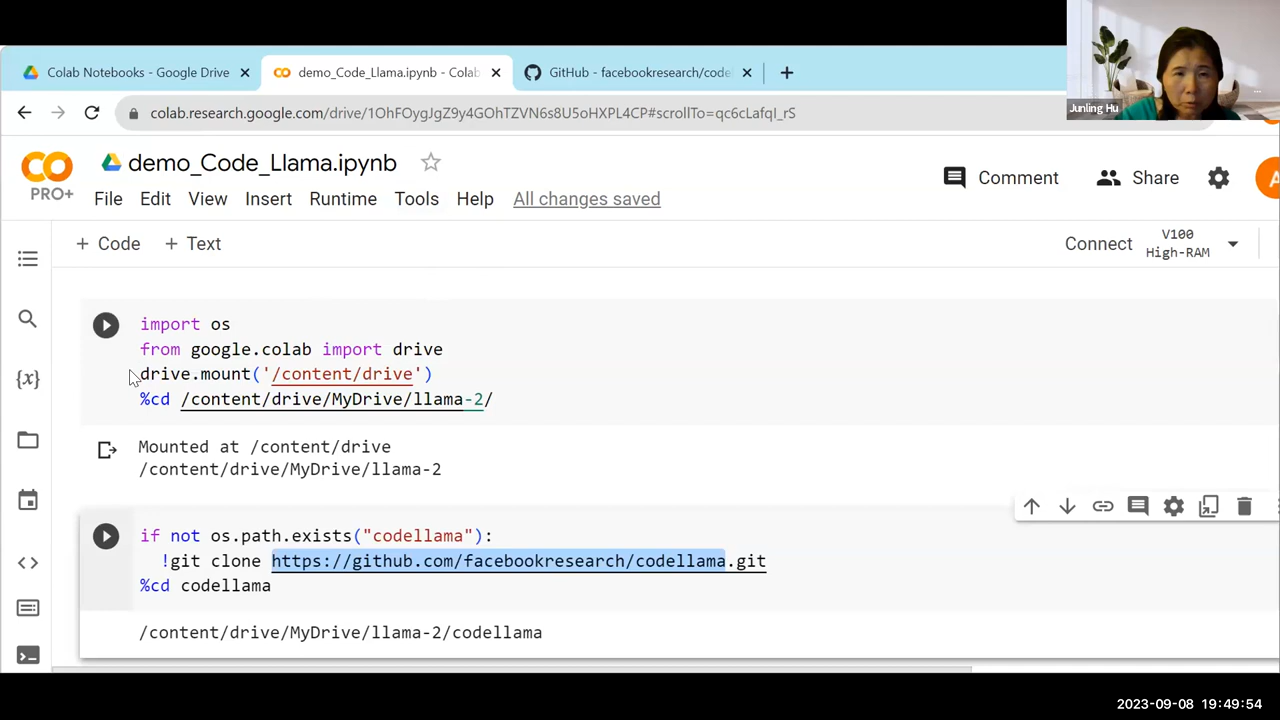 Colab Notebooks - Google Drive
demo_Code_Llama.ipynb - Colab
GitHub - facebookresearch/code
Junling Hu
colab.research.google.com/drive/1OhZOygJgZ9y4GOhTZVN6s8U5oHXPL4CP#scrollTo=qc6cLafqI_rS
PRO+
demo_Code_Llama.ipynb
Comment
Share
A
File Edit View Insert Runtime Tools Help All changes saved
+ Code + Text
Connect
V100
High-RAM
import os
from google.colab import drive
drive.mount('/content/drive')
%cd /content/drive/MyDrive/llama-2/
Mounted at /content/drive
/content/drive/MyDrive/llama-2
if not os.path.exists("codellama"):
!git clone https://github.com/facebookresearch/codellama.git
%cd codellama
/content/drive/MyDrive/llama-2/codellama
{x}
2023-09-08 19:49:54